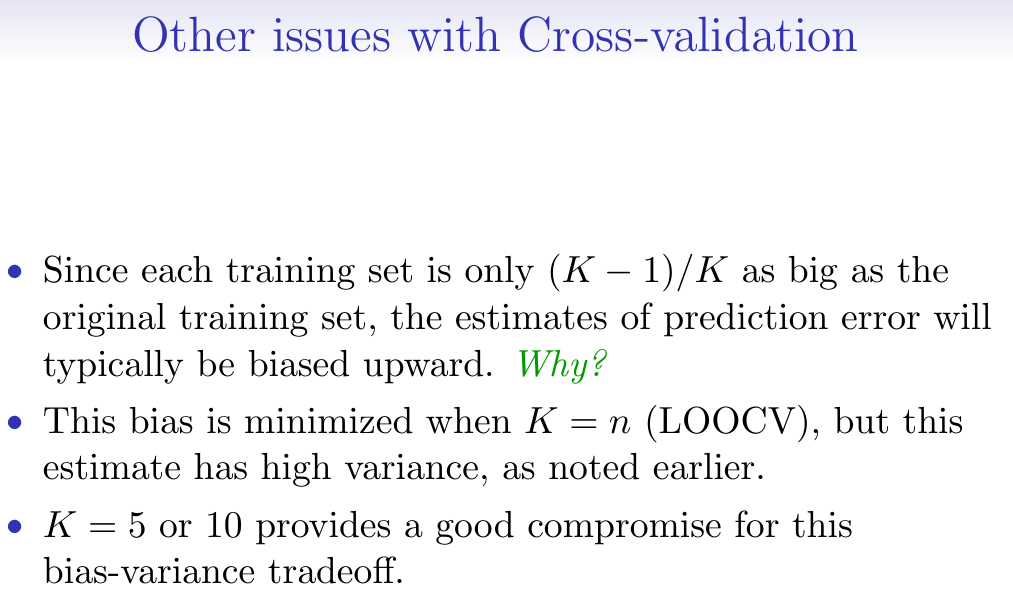 Other issues with Cross-validation
• Since each training set is only (K − 1)/K as big as the
original training set, the estimates of prediction error will
typically be biased upward. Why?
• This bias is minimized when K = n (LOOCV), but this
estimate has high variance, as noted earlier.
• K = 5 or 10 provides a good compromise for this
bias-variance tradeoff.